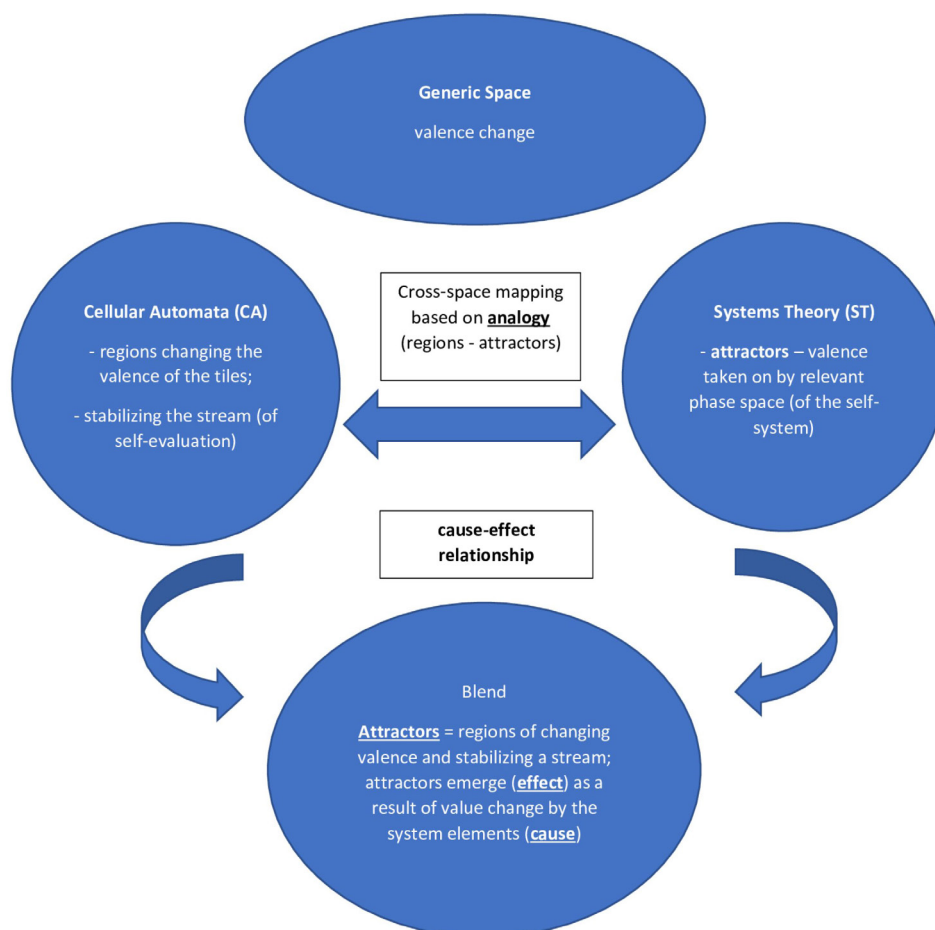 Generic Space
valence change
Cellular Automata (CA)
- regions changing the
valence of the tiles;
- stabilizing the stream (of
self-evaluation)
Cross-space mapping
based on analogy
(regions - attractors)
Systems Theory (ST)
- attractors – valence
taken on by relevant
phase space (of the self-
system)
cause-effect
relationship
Blend
Attractors = regions of changing
valence and stabilizing a stream;
attractors emerge (effect) as a
result of value change by the
system elements (cause)